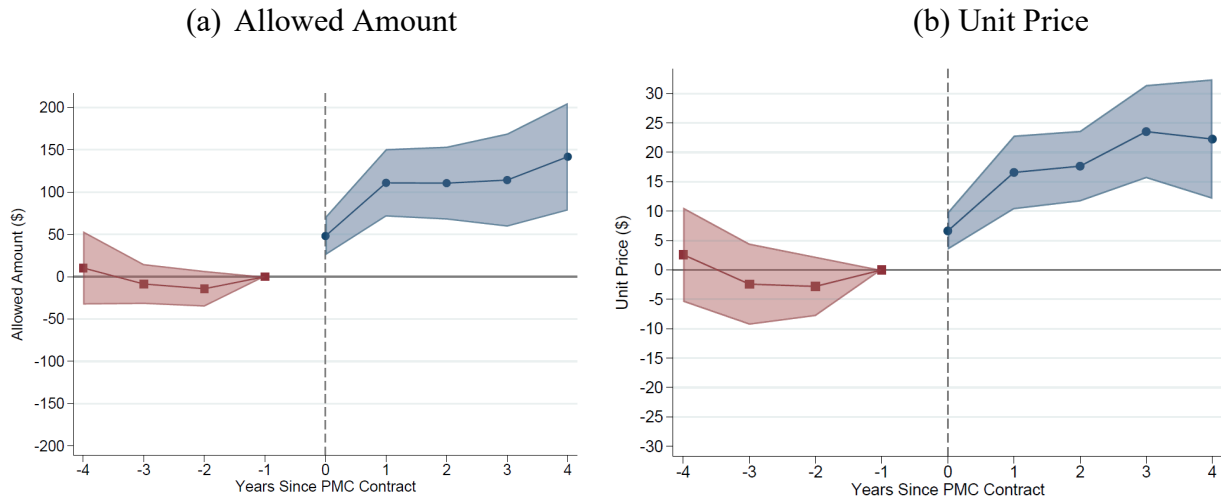 (a) Allowed Amount
200
150
100
50
0
-50
-100
-150
-200
Allowed Amount ($)
-4 -3 -2 -1 0 1 2 3 4
Years Since PMC Contract
(b) Unit Price
30
25
20
15
10
5
0
-5
-10
-15
-20
-25
-30
Unit Price ($)
-4 -3 -2 -1 0 1 2 3 4
Years Since PMC Contract